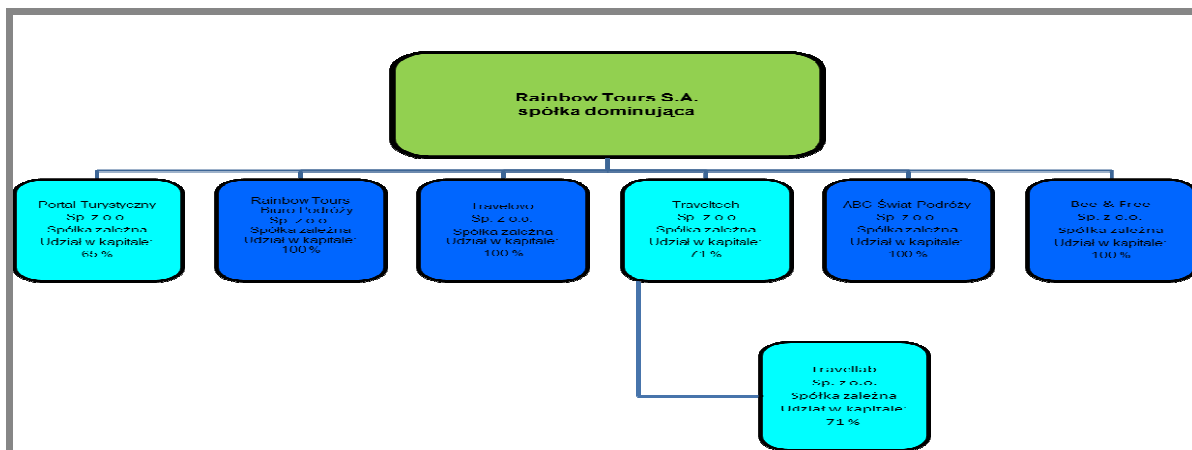 Rainbow Tours S.A.
spółka dominująca
Portal Turystyczny
Sp. z o.o.
Spółka zależna
Udział w kapitale:
65 %
Rainbow Tours
Biuro Podróży
Sp. z o.o.
Spółka zależna
Udział w kapitale:
100 %
Travelovo
Sp. z o.o.
Spółka zależna
Udział w kapitale:
100 %
Traveltech
Sp. z o.o.
Spółka zależna
Udział w kapitale:
71 %
ABC Świat Podróży
Sp. z o.o.
Spółka zależna
Udział w kapitale:
100 %
Bee & Free
Sp. z o.o.
Spółka zależna
Udział w kapitale:
100 %
Travellab
Sp. z o.o.
Spółka zależna
Udział w kapitale:
71 %